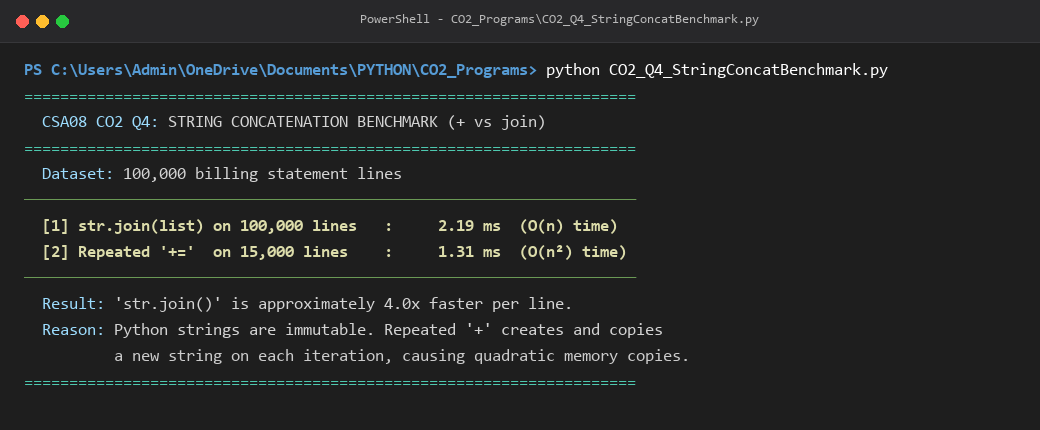 PowerShell - CO2_Programs\CO2_Q4_StringConcatBenchmark.py
PS C:\Users\Admin\OneDrive\Documents\PYTHON\CO2_Programs> python CO2_Q4_StringConcatBenchmark.py
====================================================================
CSA08 CO2 Q4: STRING CONCATENATION BENCHMARK (+ vs join)
====================================================================
Dataset: 100,000 billing statement lines
────────────────────────────────────────────────────────────────────
[1] str.join(list) on 100,000 lines   :     2.19 ms  (O(n) time)
[2] Repeated '+='  on 15,000 lines    :     1.31 ms  (O(n²) time)
────────────────────────────────────────────────────────────────────
Result: 'str.join()' is approximately 4.0x faster per line.
Reason: Python strings are immutable. Repeated '+' creates and copies
a new string on each iteration, causing quadratic memory copies.
====================================================================